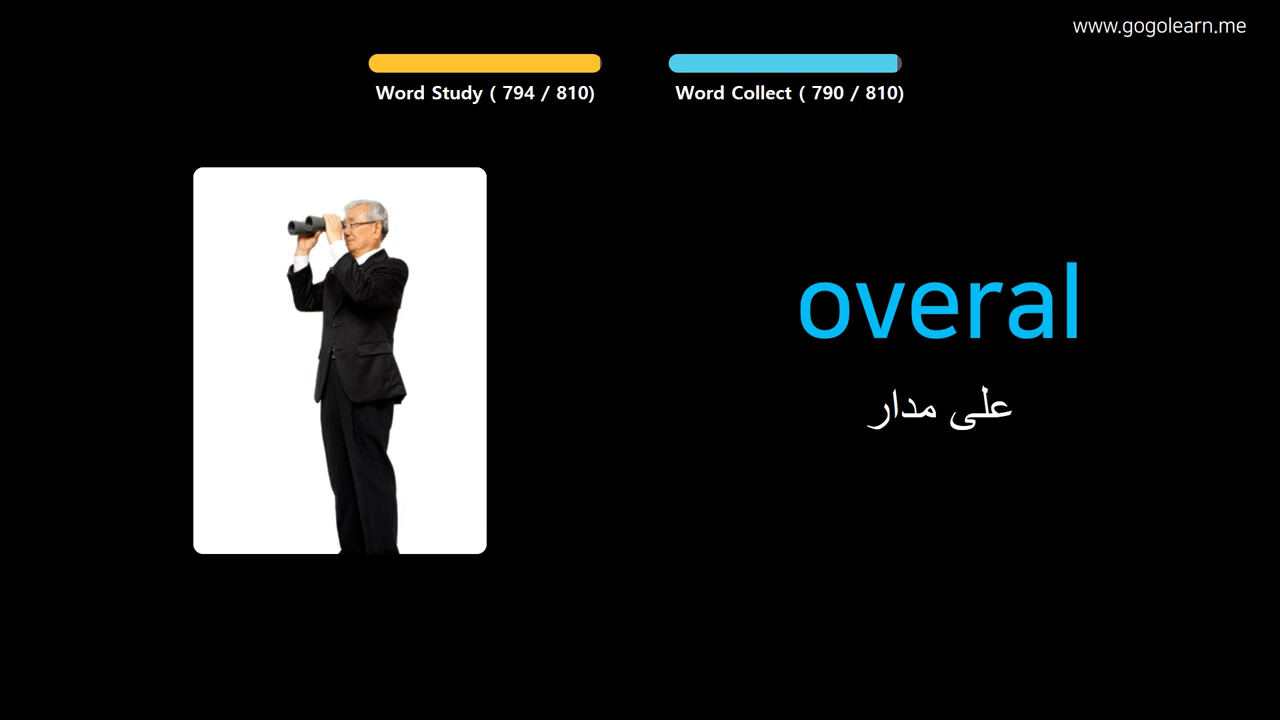 www.gogolearn.me
Word Study ( 794 / 810)
Word Collect ( 790 / 810)
overal
على مدار